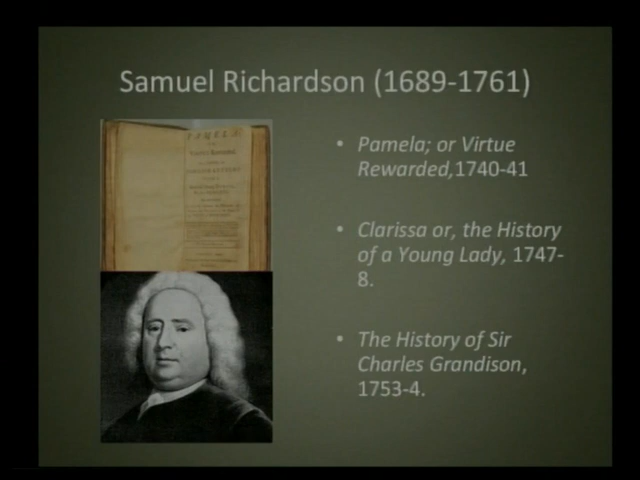 Samuel Richardson (1689-1761)
PAMELA:
• Pamela; or Virtue
Rewarded,1740-41
• Clarissa or, the History
of a Young Lady, 1747-
8.
• The History of Sir
Charles Grandison,
1753-4.